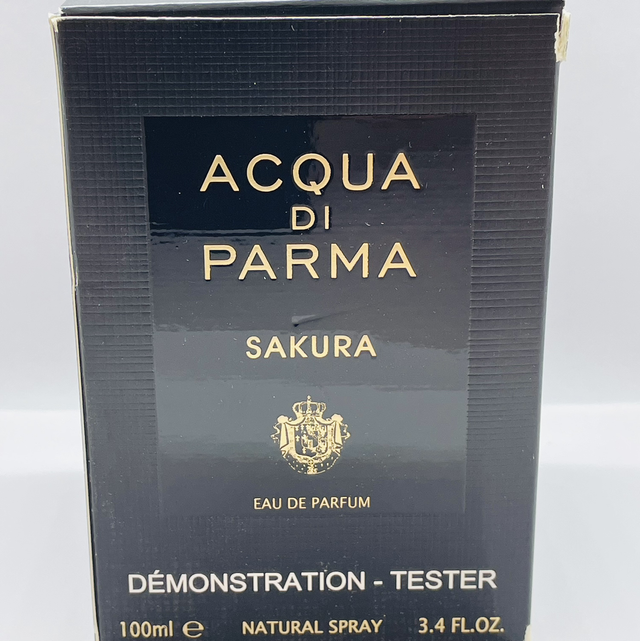 ACQUA
DI
PARMA
SAKURA
EAU DE PARFUM
DÉMONSTRATION - TESTER
100ml ℮ NATURAL SPRAY 3.4 FL.OZ.